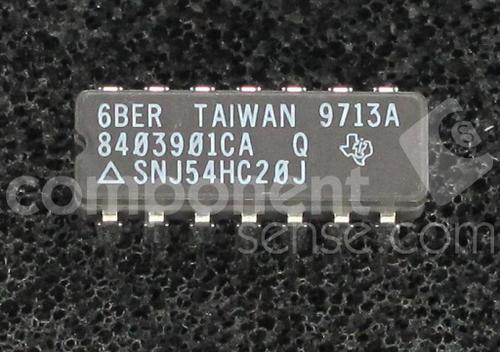 6BER TAIWAN 9713A
8403901CA Q
△ SNJ54HC20J
component
sense.com